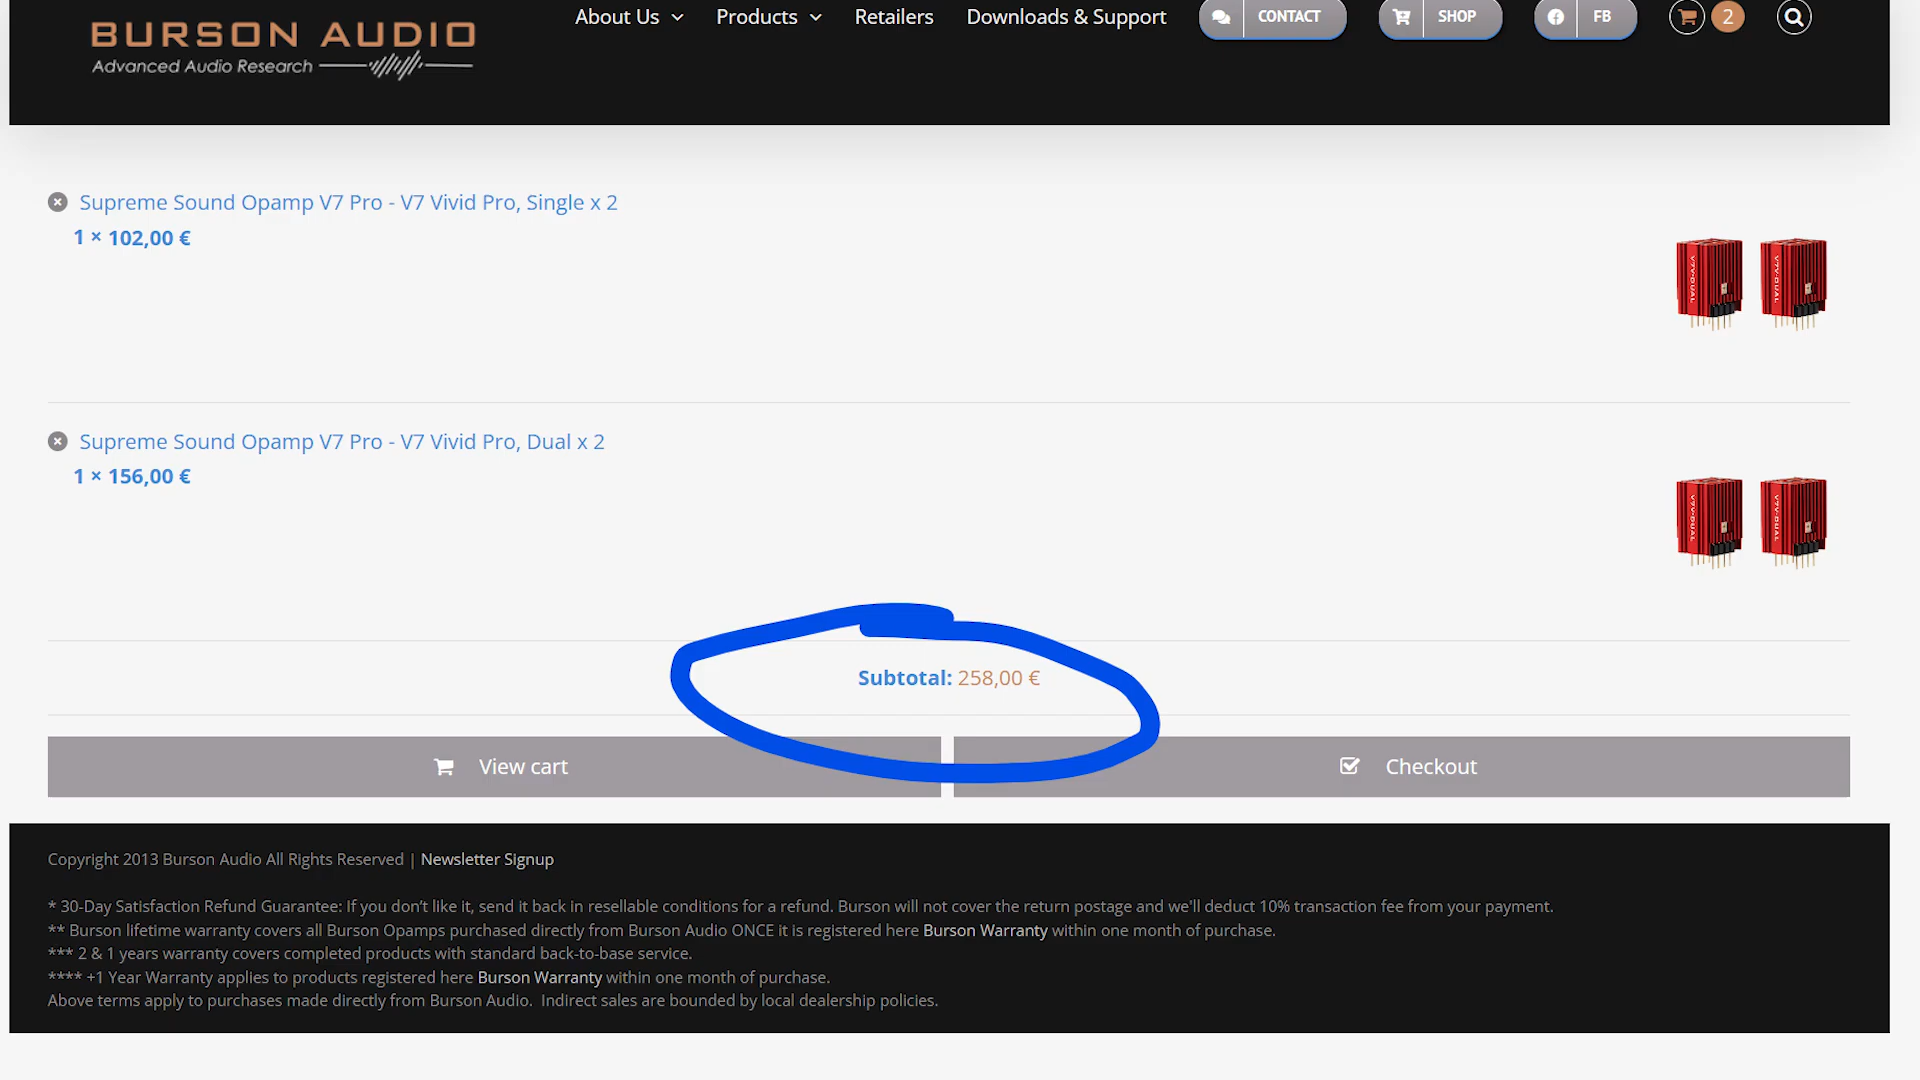 BURSON AUDIO
Advanced Audio Research
About Us Products Retailers Downloads & Support CONTACT SHOP FB 2
Supreme Sound Opamp V7 Pro - V7 Vivid Pro, Single x 2
1 × 102,00 €
V7V-DUAL V7V-DUAL
Supreme Sound Opamp V7 Pro - V7 Vivid Pro, Dual x 2
1 × 156,00 €
V7V-DUAL V7V-DUAL
Subtotal: 258,00 €
View cart Checkout
Copyright 2013 Burson Audio All Rights Reserved | Newsletter Signup
* 30-Day Satisfaction Refund Guarantee: If you don’t like it, send it back in resellable conditions for a refund. Burson will not cover the return postage and we'll deduct 10% transaction fee from your payment.
** Burson lifetime warranty covers all Burson Opamps purchased directly from Burson Audio ONCE it is registered here Burson Warranty within one month of purchase.
*** 2 & 1 years warranty covers completed products with standard back-to-base service.
**** +1 Year Warranty applies to products registered here Burson Warranty within one month of purchase.
Above terms apply to purchases made directly from Burson Audio. Indirect sales are bounded by local dealership policies.